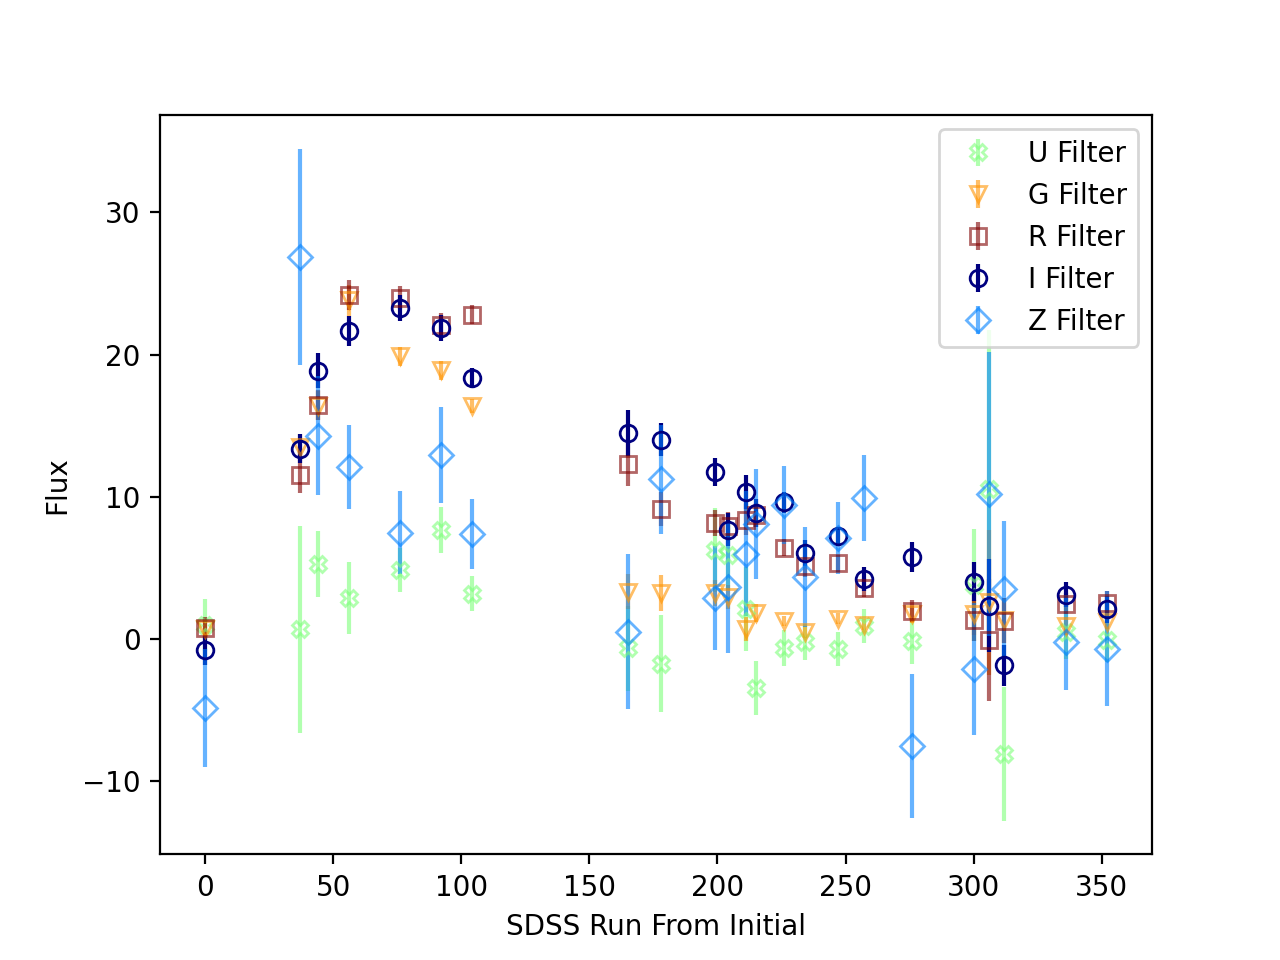 U Filter
G Filter
R Filter
I Filter
Z Filter
30
20
10
0
−10
Flux
0 50 100 150 200 250 300 350
SDSS Run From Initial